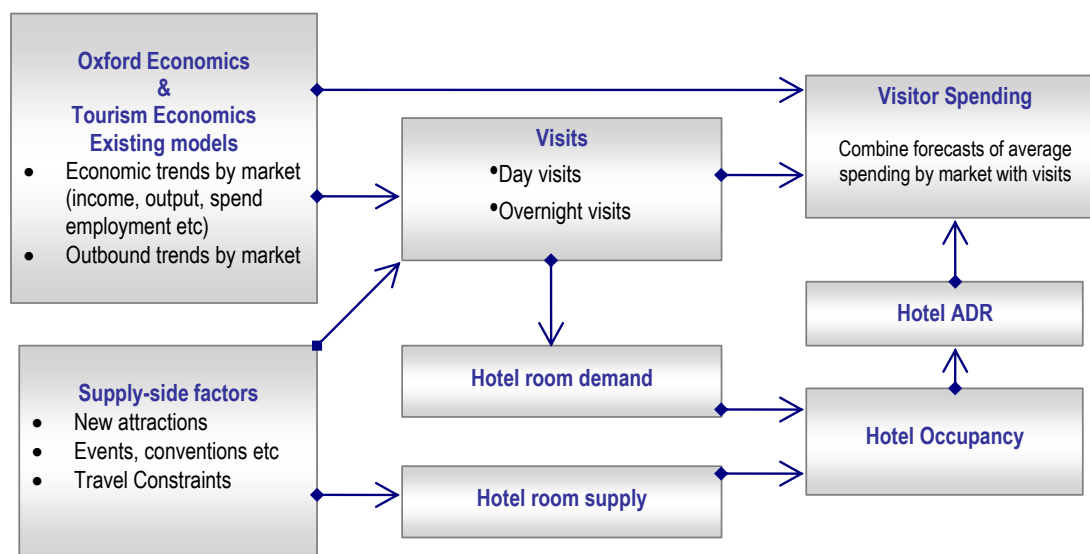 Oxford Economics
&
Tourism Economics
Existing models
• Economic trends by market
(income, output, spend
employment etc)
• Outbound trends by market
Supply-side factors
• New attractions
• Events, conventions etc
• Travel Constraints
Visits
•Day visits
•Overnight visits
Hotel room demand
Hotel room supply
Visitor Spending
Combine forecasts of average
spending by market with visits
Hotel ADR
Hotel Occupancy